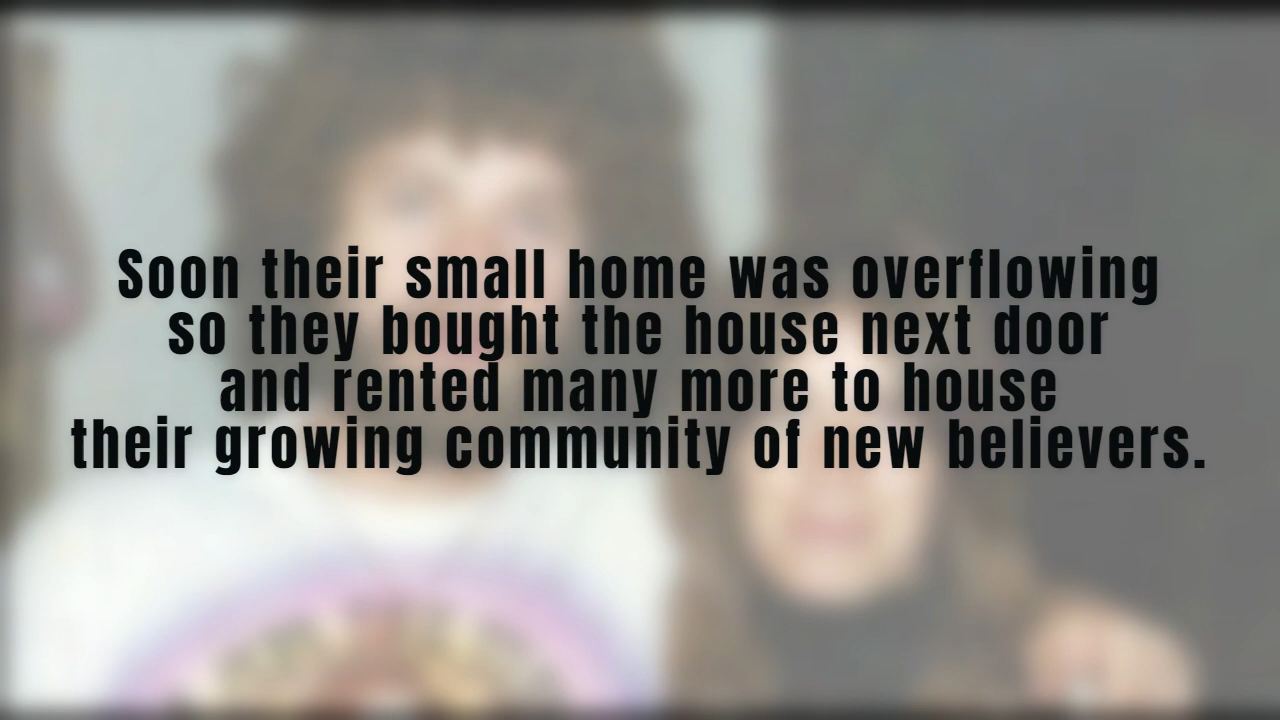 Soon their small home was overflowing
so they bought the house next door
and rented many more to house
their growing community of new believers.